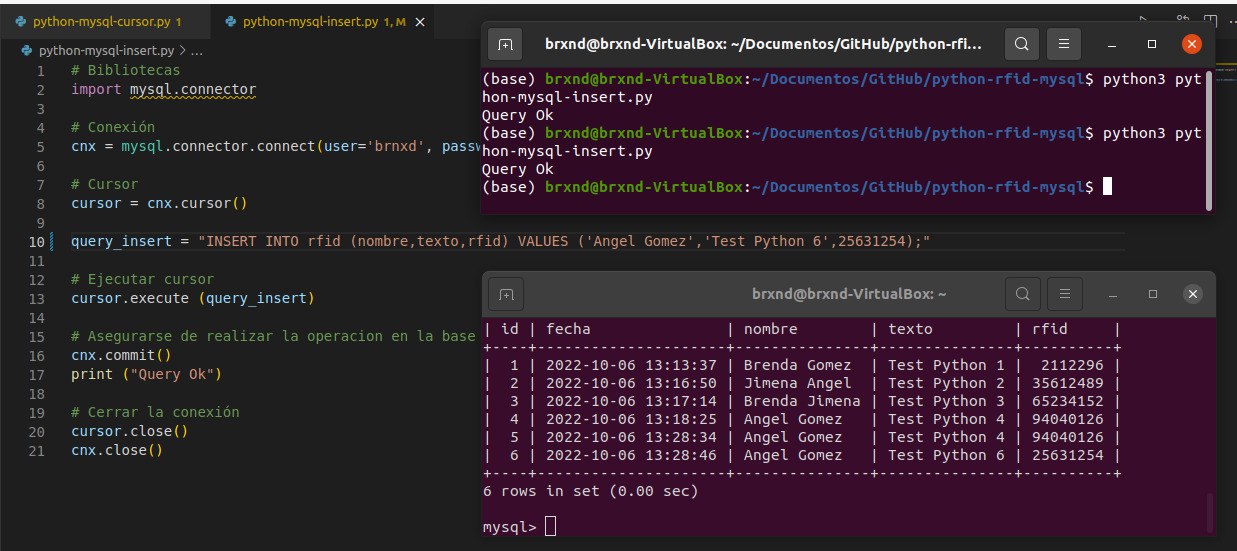 python-mysql-cursor.py 1
python-mysql-insert.py 1, M
python-mysql-insert.py > ...
1 # Bibliotecas
2 import mysql.connector
3
4 # Conexión
5 cnx = mysql.connector.connect(user='brnxd', passw
6
7 # Cursor
8 cursor = cnx.cursor()
9
10 query_insert = "INSERT INTO rfid (nombre,texto,rfid) VALUES ('Angel Gomez','Test Python 6',25631254);"
11
12 # Ejecutar cursor
13 cursor.execute (query_insert)
14
15 # Asegurarse de realizar la operacion en la base
16 cnx.commit()
17 print ("Query Ok")
18
19 # Cerrar la conexión
20 cursor.close()
21 cnx.close()
brxnd@brxnd-VirtualBox: ~/Documentos/GitHub/python-rfi...
(base) brxnd@brxnd-VirtualBox:~/Documentos/GitHub/python-rfid-mysql$ python3 pyt
hon-mysql-insert.py
Query Ok
(base) brxnd@brxnd-VirtualBox:~/Documentos/GitHub/python-rfid-mysql$ python3 pyt
hon-mysql-insert.py
Query Ok
(base) brxnd@brxnd-VirtualBox:~/Documentos/GitHub/python-rfid-mysql$
brxnd@brxnd-VirtualBox: ~
| id | fecha               | nombre        | texto         | rfid     |
+----+---------------------+---------------+---------------+----------+
|  1 | 2022-10-06 13:13:37 | Brenda Gomez  | Test Python 1 |  2112296 |
|  2 | 2022-10-06 13:16:50 | Jimena Angel  | Test Python 2 | 35612489 |
|  3 | 2022-10-06 13:17:14 | Brenda Jimena | Test Python 3 | 65234152 |
|  4 | 2022-10-06 13:18:25 | Angel Gomez   | Test Python 4 | 94040126 |
|  5 | 2022-10-06 13:28:34 | Angel Gomez   | Test Python 4 | 94040126 |
|  6 | 2022-10-06 13:28:46 | Angel Gomez   | Test Python 6 | 25631254 |
+----+---------------------+---------------+---------------+----------+
6 rows in set (0.00 sec)
mysql>